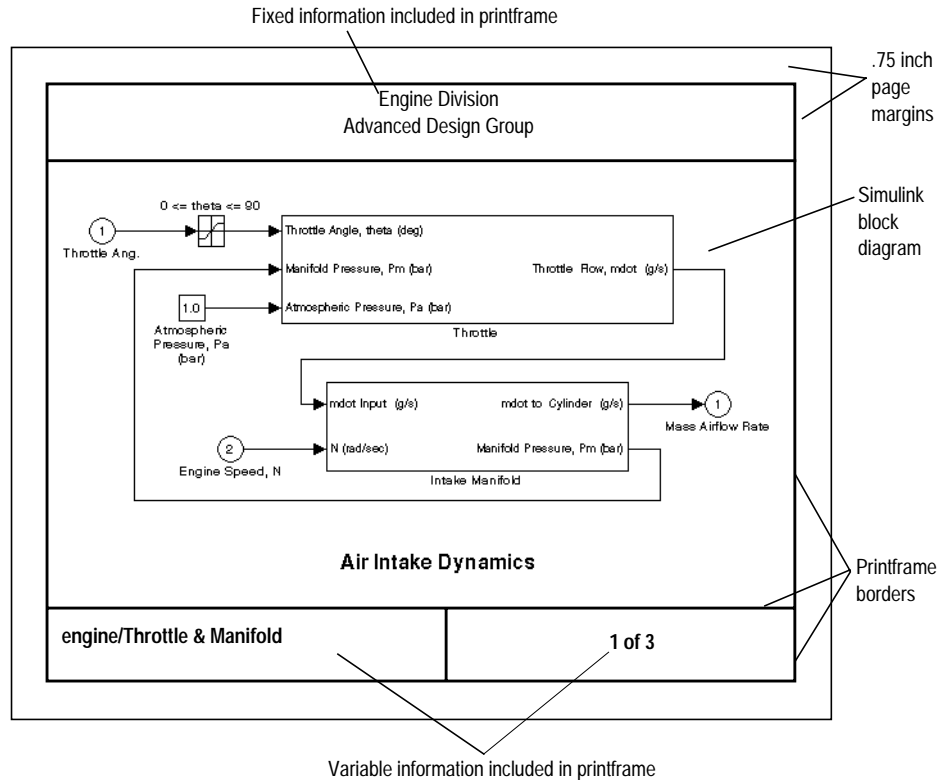 Fixed information included in printframe
.75 inch
page
margins
Engine Division
Advanced Design Group
0 <= theta <= 90
1
Throttle Ang.
Throttle Angle, theta (deg)
Manifold Pressure, Pm (bar)
Throttle Flow, mdot (g/s)
1.0
Atmospheric Pressure, Pa (bar)
Atmospheric
Pressure, Pa
(bar)
Throttle
Simulink
block
diagram
mdot Input (g/s)
mdot to Cylinder (g/s)
1
Mass Airflow Rate
2
N (rad/sec)
Manifold Pressure, Pm (bar)
Engine Speed, N
Intake Manifold
Air Intake Dynamics
Printframe
borders
engine/Throttle & Manifold
1 of 3
Variable information included in printframe